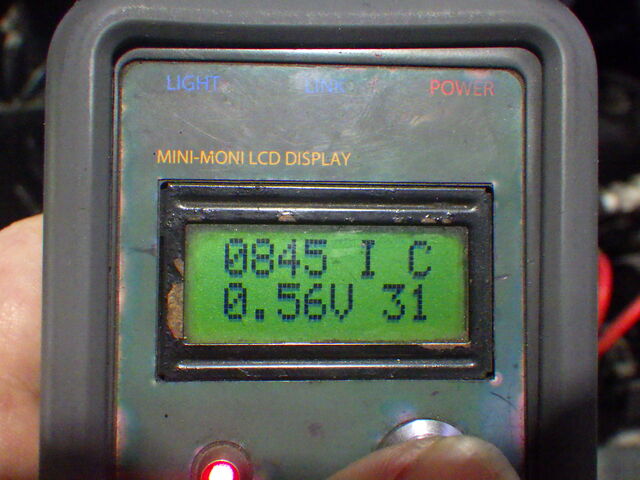 LIGHT LINK POWER
MINI-MONI LCD DISPLAY
0845 I C
0.56V 31